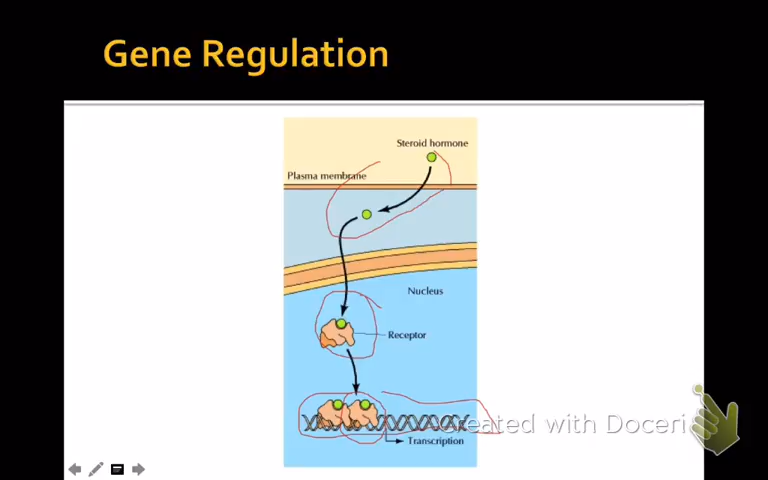 Gene Regulation
Steroid hormone
Plasma membrane
Nucleus
Receptor
Created with Doceri
Transcription